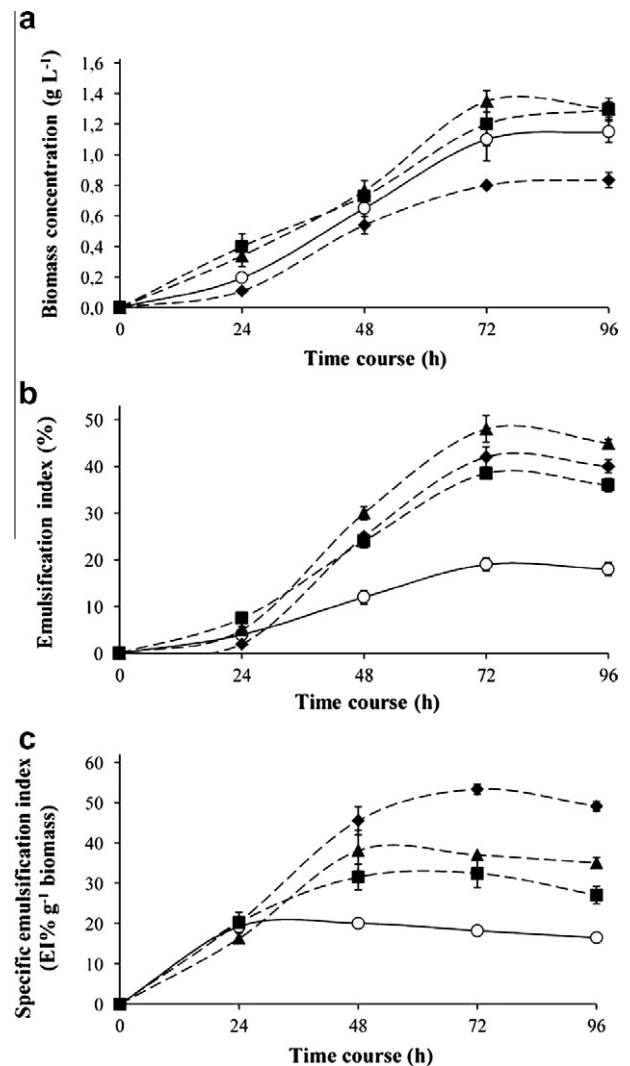 a
Biomass concentration (g L⁻¹)
1,6
1,4
1,2
1,0
0,8
0,6
0,4
0,2
0,0
0 24 48 72 96
Time course (h)
b
Emulsification index (%)
50
40
30
20
10
0
0 24 48 72 96
Time course (h)
c
Specific emulsification index
(EI% g⁻¹ biomass)
60
50
40
30
20
10
0
0 24 48 72 96
Time course (h)